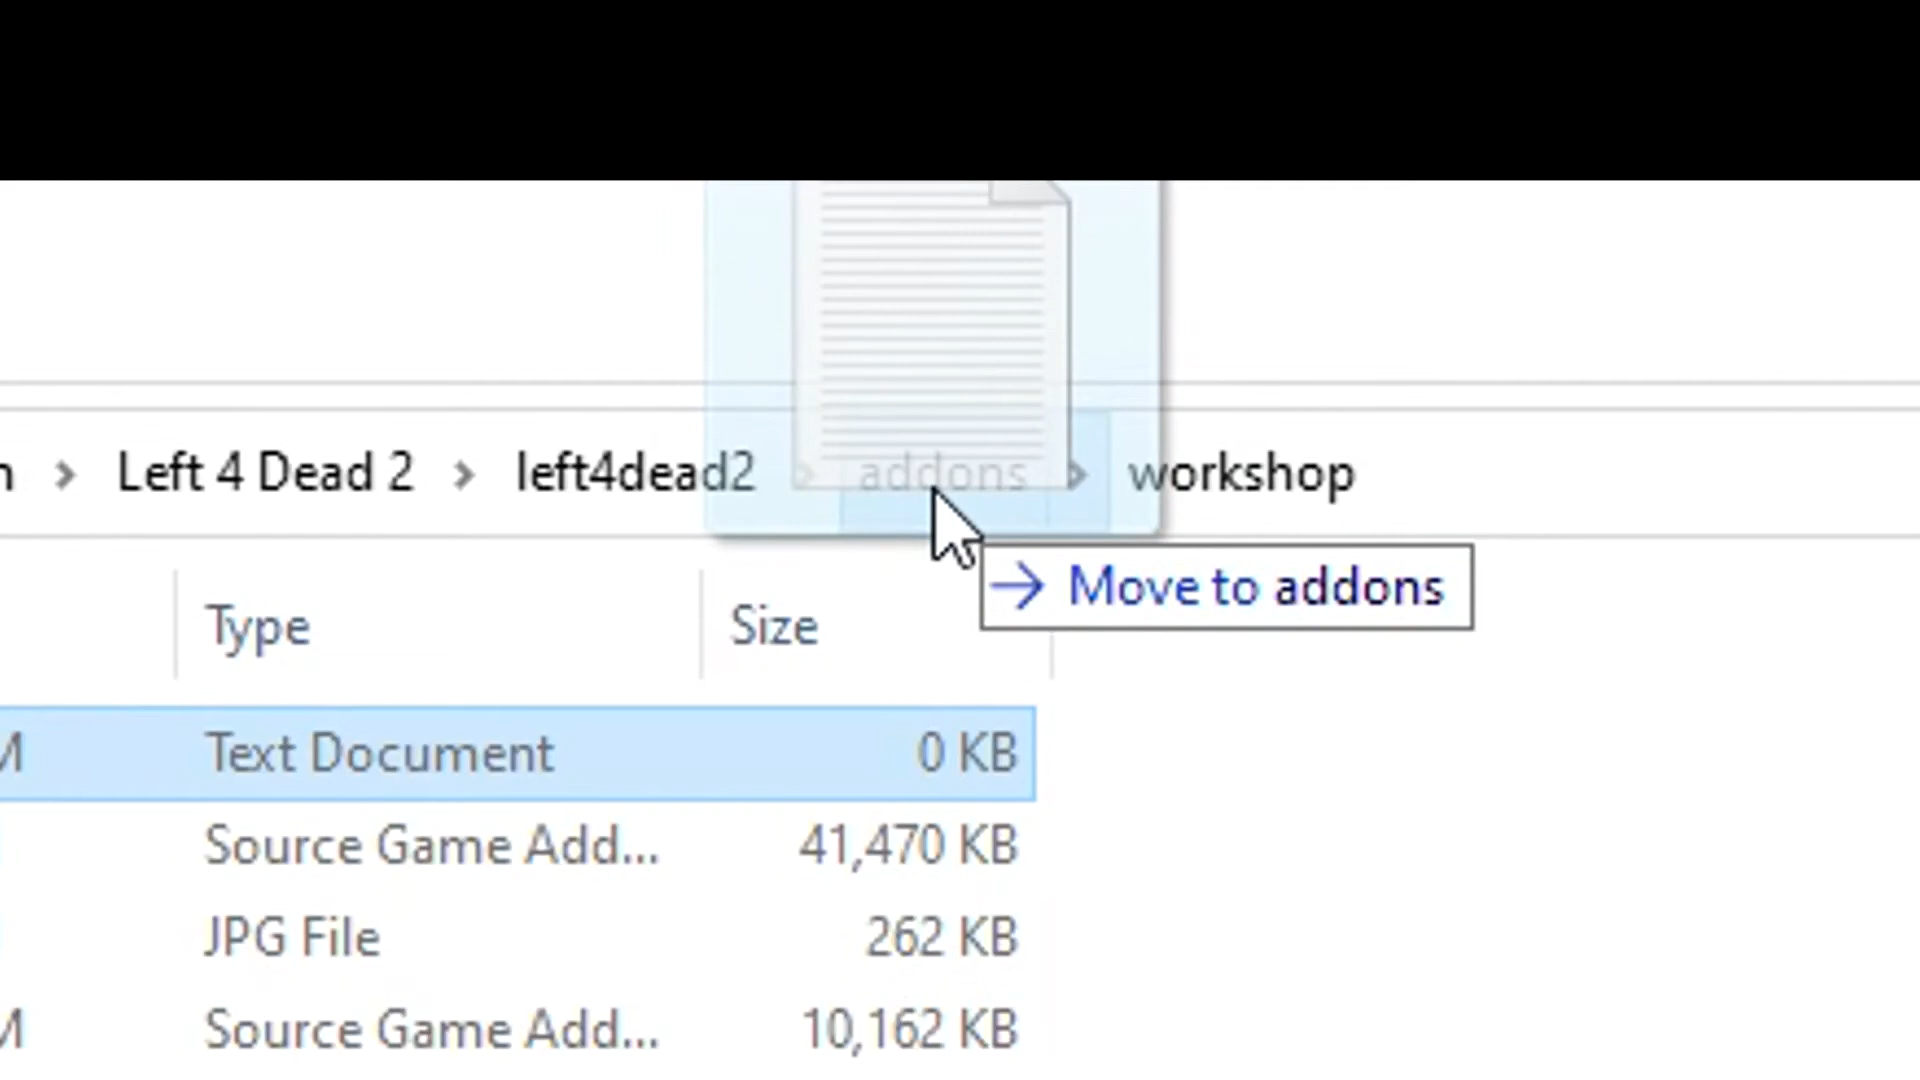 n > Left 4 Dead 2 > left4dead2 > addons > workshop
Move to addons
Type Size
M Text Document 0 KB
Source Game Add... 41,470 KB
JPG File 262 KB
M Source Game Add... 10,162 KB